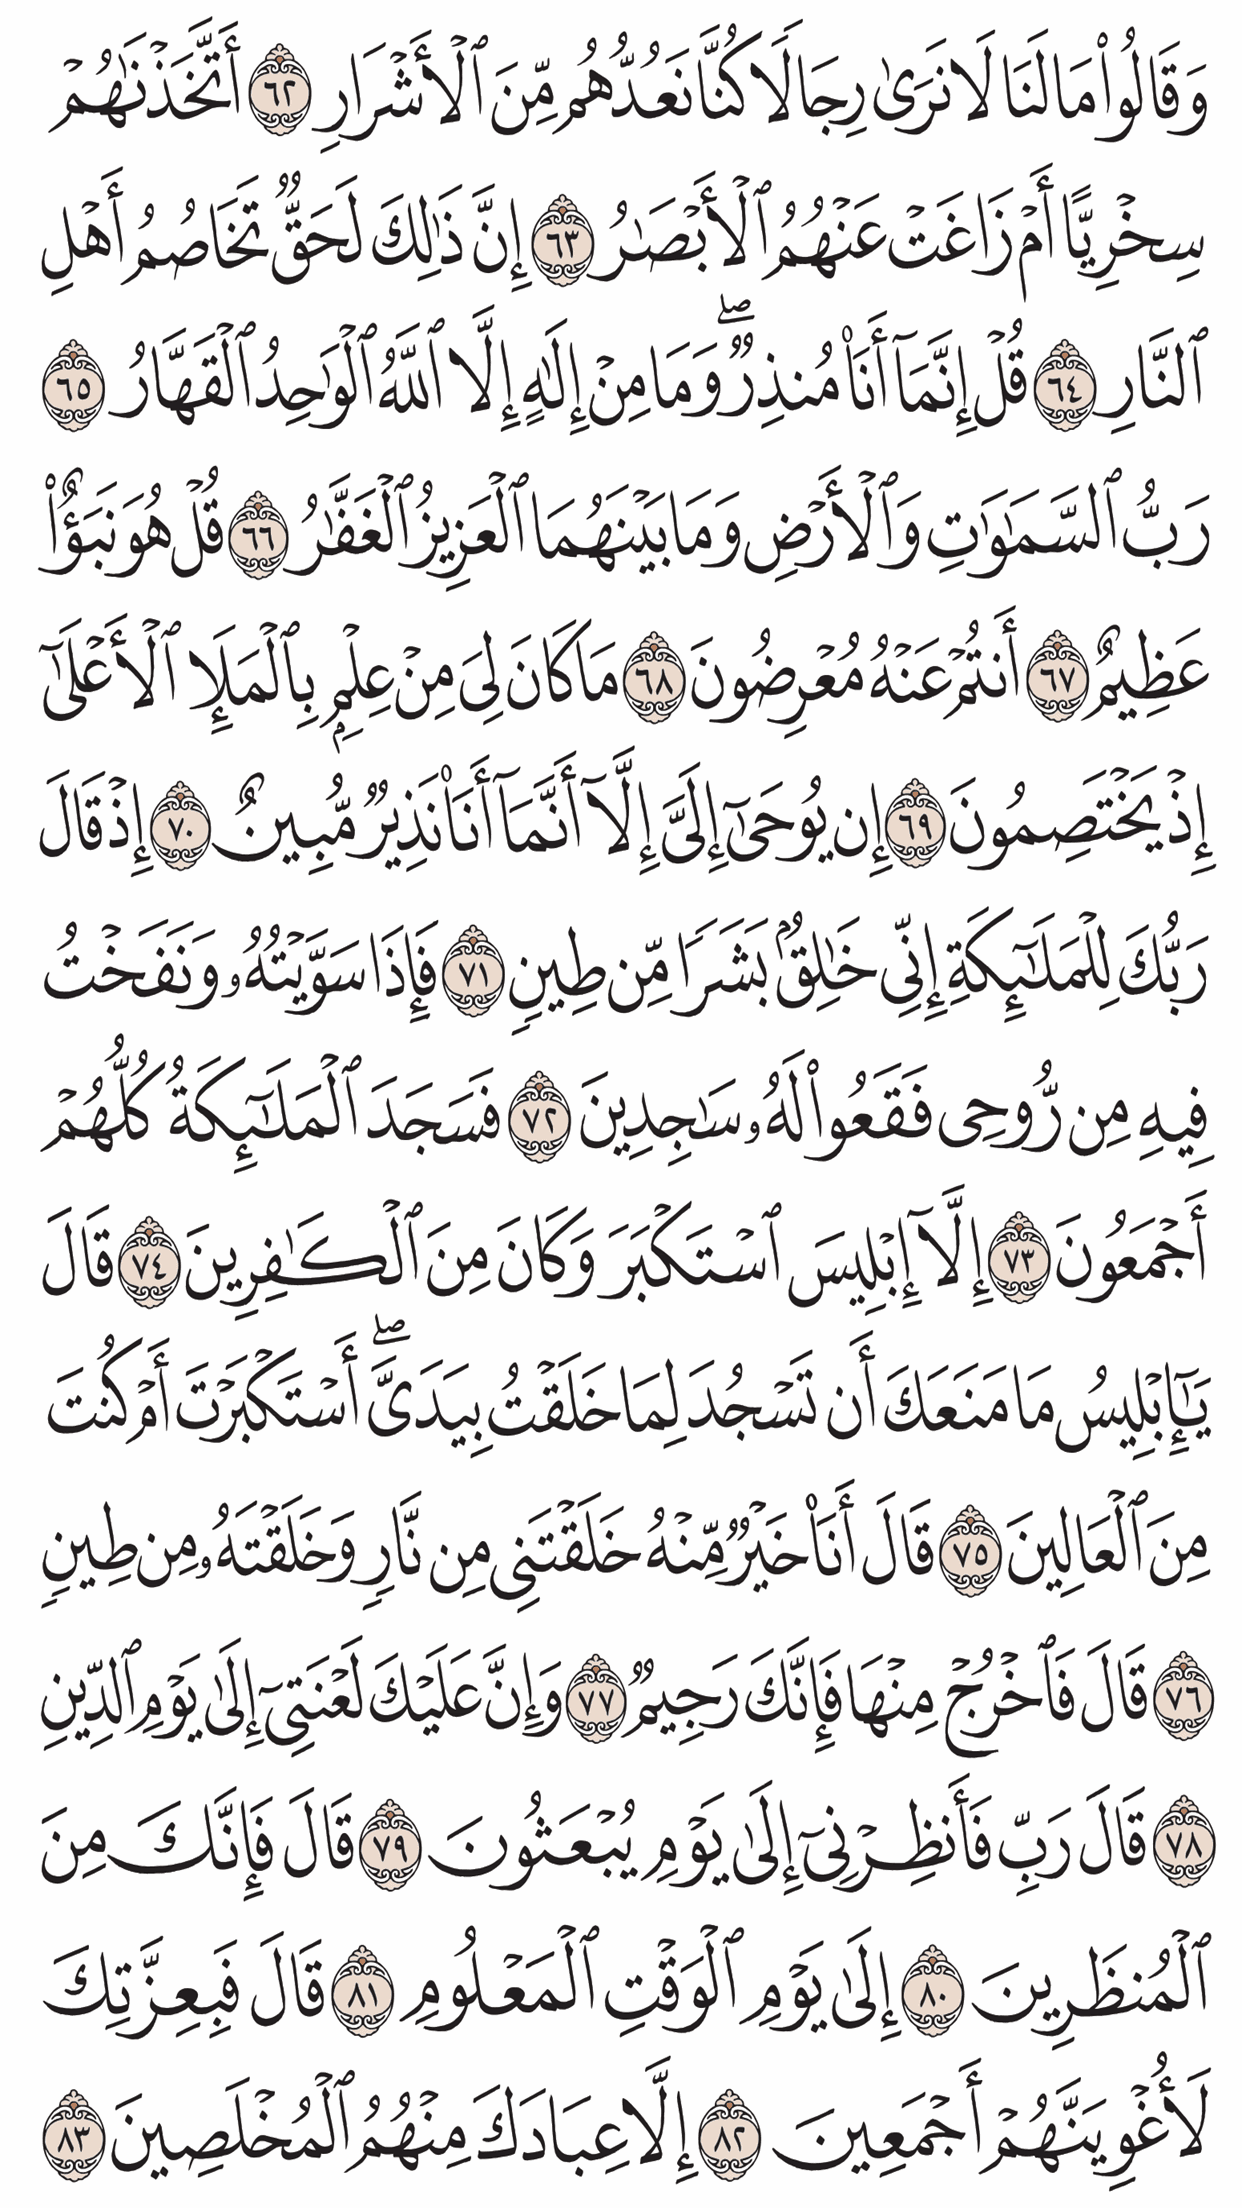 وَقَالُوا۟ مَا لَنَا لَا نَرَىٰ رِجَالًا كُنَّا نَعُدُّهُم مِّنَ ٱلْأَشْرَارِ ٦٢ أَتَّخَذْنَٰهُمْ
سِخْرِيًّا أَمْ زَاغَتْ عَنْهُمُ ٱلْأَبْصَٰرُ ٦٣ إِنَّ ذَٰلِكَ لَحَقٌّ تَخَاصُمُ أَهْلِ
ٱلنَّارِ ٦٤ قُلْ إِنَّمَآ أَنَا۠ مُنذِرٌ ۖ وَمَا مِنْ إِلَٰهٍ إِلَّا ٱللَّهُ ٱلْوَٰحِدُ ٱلْقَهَّارُ ٦٥
رَبُّ ٱلسَّمَٰوَٰتِ وَٱلْأَرْضِ وَمَا بَيْنَهُمَا ٱلْعَزِيزُ ٱلْغَفَّٰرُ ٦٦ قُلْ هُوَ نَبَؤٌا۟
عَظِيمٌ ٦٧ أَنتُمْ عَنْهُ مُعْرِضُونَ ٦٨ مَا كَانَ لِىَ مِنْ عِلْمٍۭ بِٱلْمَلَإِ ٱلْأَعْلَىٰٓ
إِذْ يَخْتَصِمُونَ ٦٩ إِن يُوحَىٰٓ إِلَىَّ إِلَّآ أَنَّمَآ أَنَا۠ نَذِيرٌ مُّبِينٌ ٧٠ إِذْ قَالَ
رَبُّكَ لِلْمَلَٰٓئِكَةِ إِنِّى خَٰلِقٌۢ بَشَرًا مِّن طِينٍ ٧١ فَإِذَا سَوَّيْتُهُۥ وَنَفَخْتُ
فِيهِ مِن رُّوحِى فَقَعُوا۟ لَهُۥ سَٰجِدِينَ ٧٢ فَسَجَدَ ٱلْمَلَٰٓئِكَةُ كُلُّهُمْ
أَجْمَعُونَ ٧٣ إِلَّآ إِبْلِيسَ ٱسْتَكْبَرَ وَكَانَ مِنَ ٱلْكَٰفِرِينَ ٧٤ قَالَ
يَٰٓإِبْلِيسُ مَا مَنَعَكَ أَن تَسْجُدَ لِمَا خَلَقْتُ بِيَدَىَّ ۖ أَسْتَكْبَرْتَ أَمْ كُنتَ
مِنَ ٱلْعَالِينَ ٧٥ قَالَ أَنَا۠ خَيْرٌ مِّنْهُ خَلَقْتَنِى مِن نَّارٍ وَخَلَقْتَهُۥ مِن طِينٍ
٧٦ قَالَ فَٱخْرُجْ مِنْهَا فَإِنَّكَ رَجِيمٌ ٧٧ وَإِنَّ عَلَيْكَ لَعْنَتِىٓ إِلَىٰ يَوْمِ ٱلدِّينِ
٧٨ قَالَ رَبِّ فَأَنظِرْنِىٓ إِلَىٰ يَوْمِ يُبْعَثُونَ ٧٩ قَالَ فَإِنَّكَ مِنَ
ٱلْمُنظَرِينَ ٨٠ إِلَىٰ يَوْمِ ٱلْوَقْتِ ٱلْمَعْلُومِ ٨١ قَالَ فَبِعِزَّتِكَ
لَأُغْوِيَنَّهُمْ أَجْمَعِينَ ٨٢ إِلَّا عِبَادَكَ مِنْهُمُ ٱلْمُخْلَصِينَ ٨٣